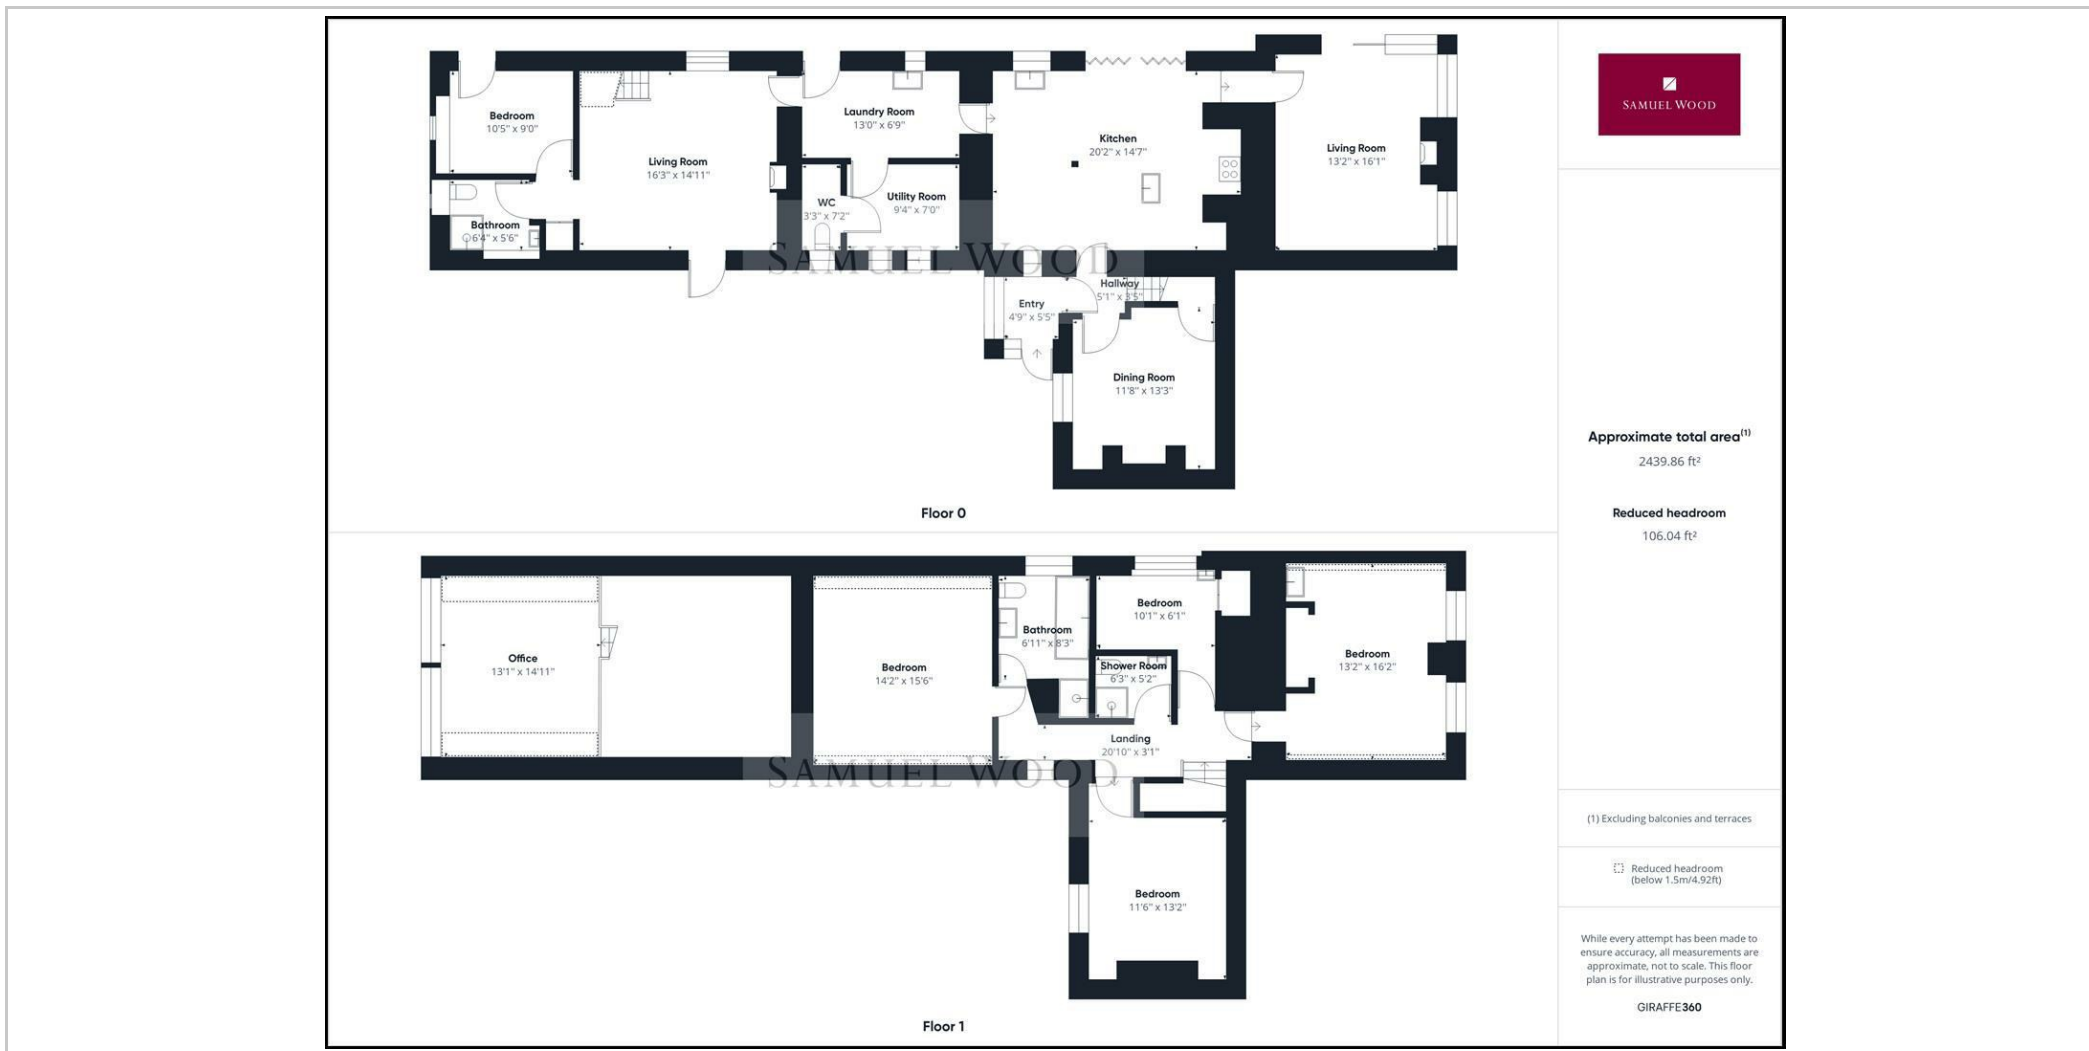 Bedroom
10'5" x 9'0"
Living Room
16'3" x 14'11"
Laundry Room
13'0" x 6'9"
Kitchen
20'2" x 14'7"
Living Room
13'2" x 16'1"
WC
3'3" x 7'2"
Utility Room
9'4" x 7'0"
Bathroom
6'4" x 5'6"
SAMUEL WOOD
Hallway
5'1" x 3'5"
Entry
4'9" x 5'5"
Dining Room
11'8" x 13'3"
Floor 0
Office
13'1" x 14'11"
Bedroom
14'2" x 15'6"
Bathroom
6'11" x 8'3"
Bedroom
10'1" x 6'1"
Shower Room
6'3" x 5'2"
Bedroom
13'2" x 16'2"
Landing
20'10" x 3'1"
SAMUEL WOOD
Bedroom
11'6" x 13'2"
Floor 1
SAMUEL WOOD
Approximate total area(1)
2439.86 ft²
Reduced headroom
106.04 ft²
(1) Excluding balconies and terraces
Reduced headroom
(below 1.5m/4.92ft)
While every attempt has been made to
ensure accuracy, all measurements are
approximate, not to scale. This floor
plan is for illustrative purposes only.
GIRAFFE360